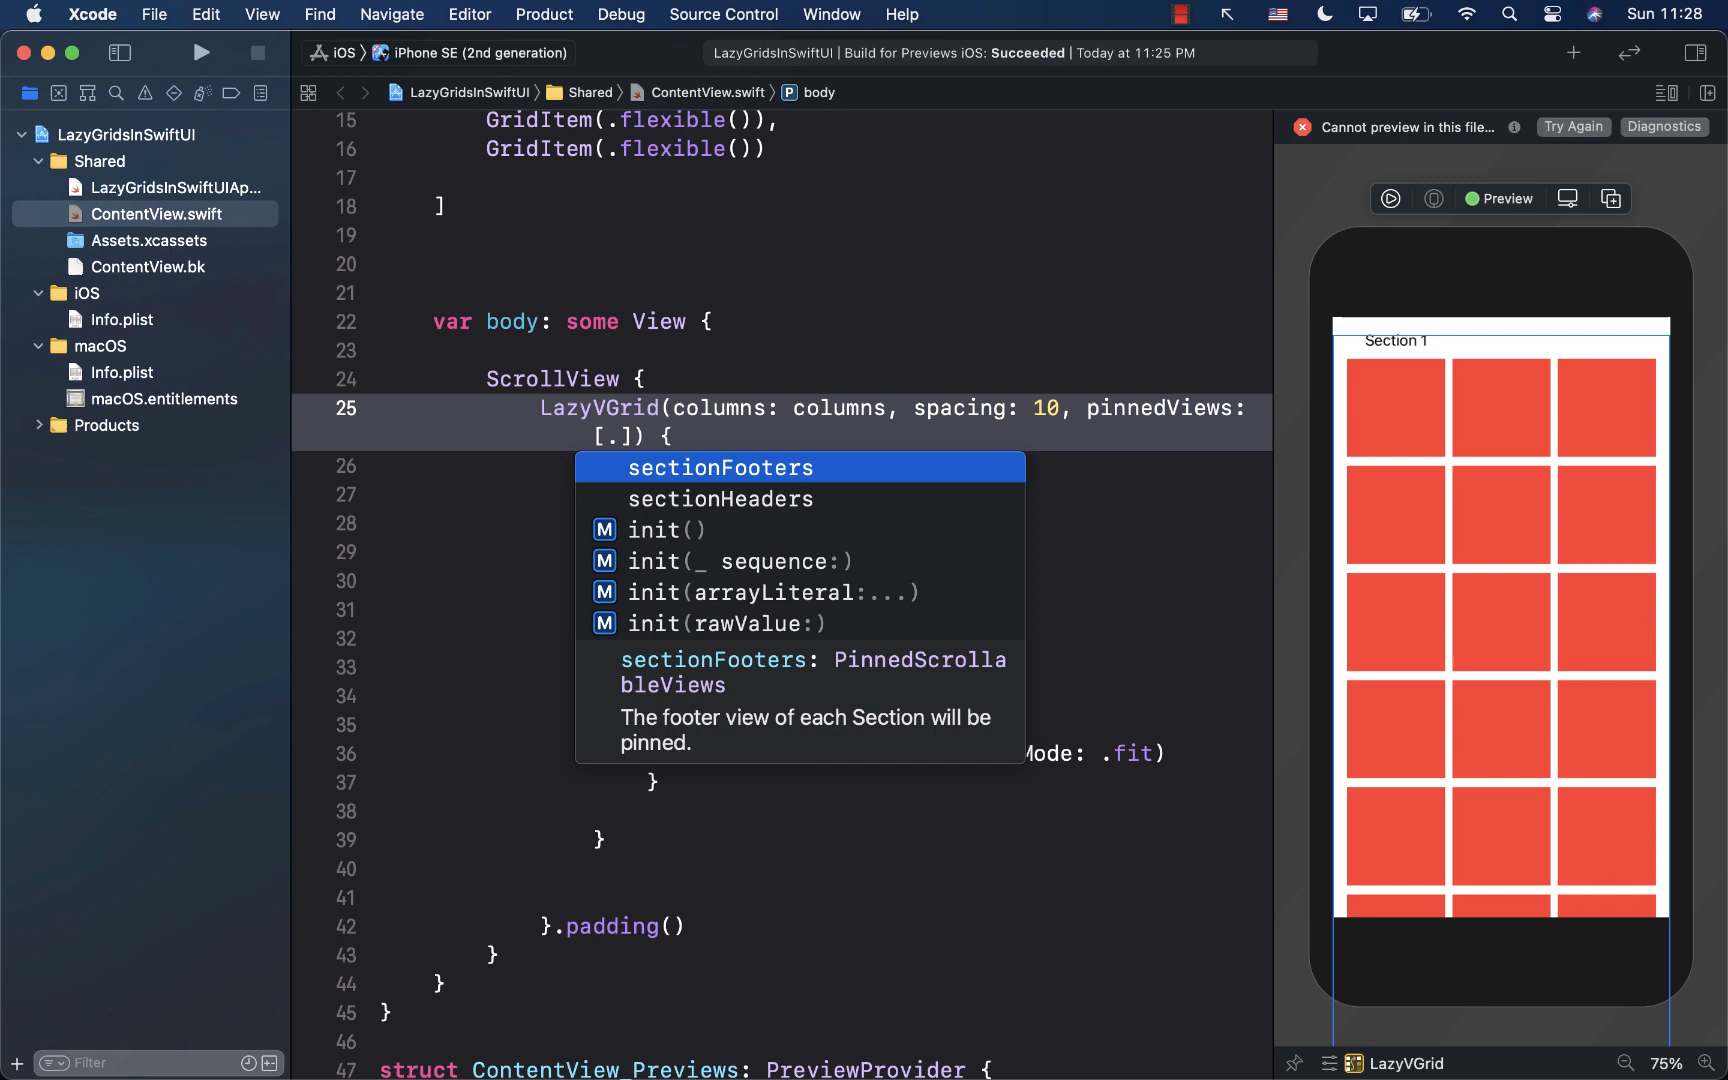 Xcode File Edit View Find Navigate Editor Product Debug Source Control Window Help Sun 11:28
iOS iPhone SE (2nd generation) LazyGridsInSwiftUI | Build for Previews iOS: Succeeded | Today at 11:25 PM
LazyGridsInSwiftUI Shared ContentView.swift P body
LazyGridsInSwiftUI
Shared
LazyGridsInSwiftUIAp...
ContentView.swift
Assets.xcassets
ContentView.bk
iOS
Info.plist
macOS
Info.plist
macOS.entitlements
Products
Filter
15 GridItem(.flexible()),
16 GridItem(.flexible())
17
18 ]
19
20
21
22 var body: some View {
23
24 ScrollView {
25 LazyVGrid(columns: columns, spacing: 10, pinnedViews:
[.]) {
26
27
28
29
30
31
32
33
34
35
36 Mode: .fit)
37 }
38
39 }
40
41
42 }.padding()
43 }
44 }
45 }
46
47 struct ContentView_Previews: PreviewProvider {
sectionFooters
sectionHeaders
M init()
M init(_ sequence:)
M init(arrayLiteral:...)
M init(rawValue:)
sectionFooters: PinnedScrolla
bleViews
The footer view of each Section will be
pinned.
Cannot preview in this file... Try Again Diagnostics
Preview
Section 1
LazyVGrid 75%